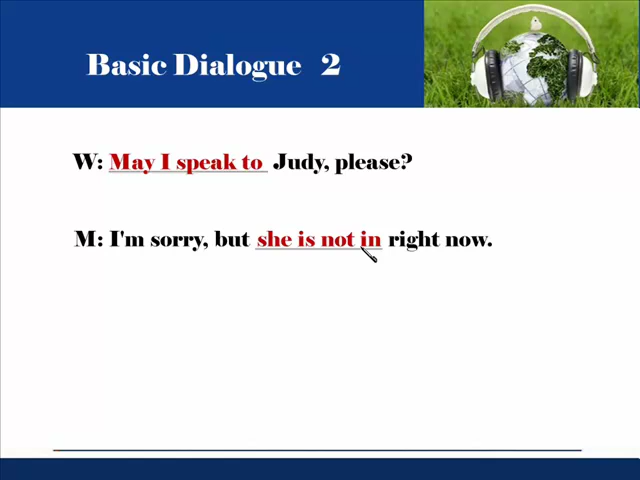 Basic Dialogue 2
W: May I speak to Judy, please?
M: I'm sorry, but she is not in right now.